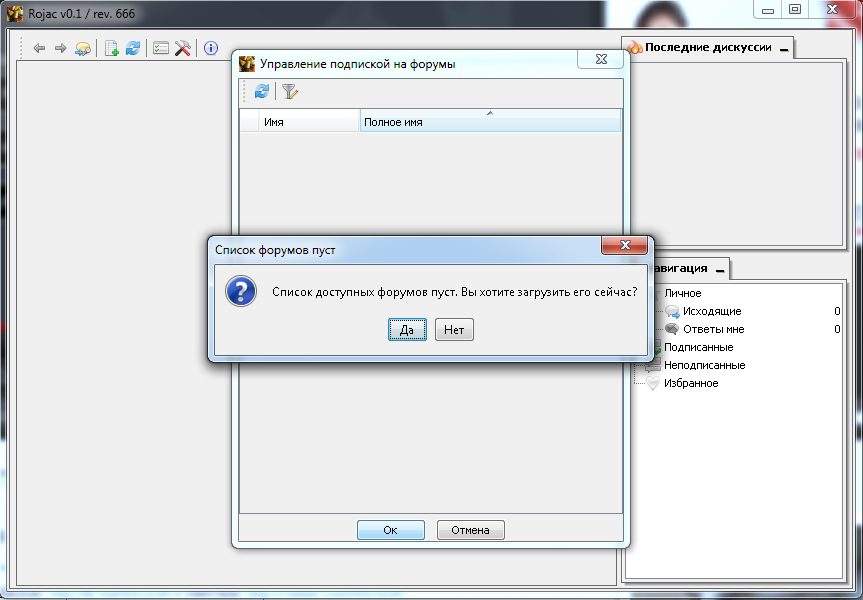 Rojac v0.1 / rev. 666
Последние дискуссии
Управление подпиской на форумы
Имя
Полное имя
Список форумов пуст
Список доступных форумов пуст. Вы хотите загрузить его сейчас?
Да
Нет
авигация
Личное
Исходящие 0
Ответы мне 0
Подписанные
Неподписанные
Избранное
Ок
Отмена